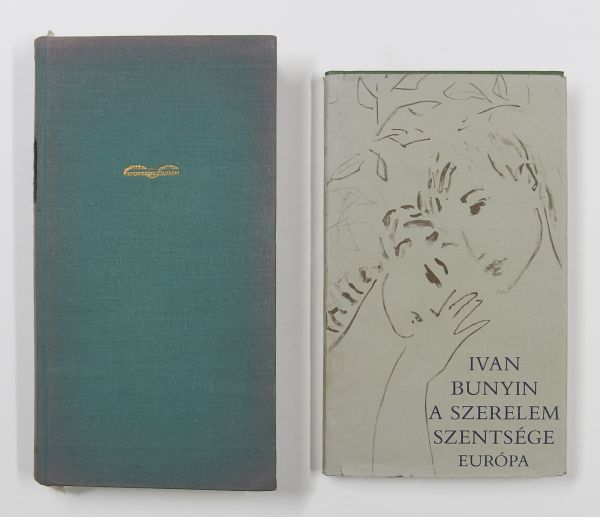 IVAN
BUNYIN
A SZERELEM
SZENTSÉGE
EURÓPA